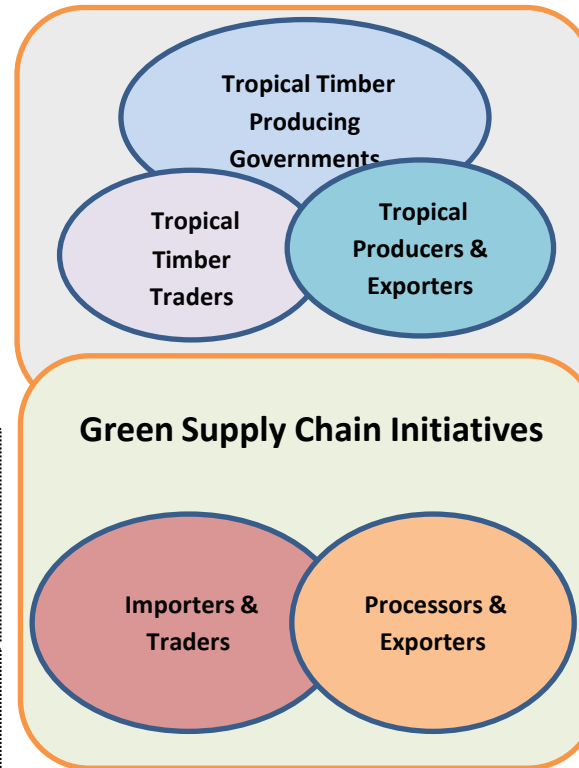 Tropical Timber
Producing
Governments
Tropical
Timber
Traders
Tropical
Producers &
Exporters
Green Supply Chain Initiatives
Importers &
Traders
Processors &
Exporters